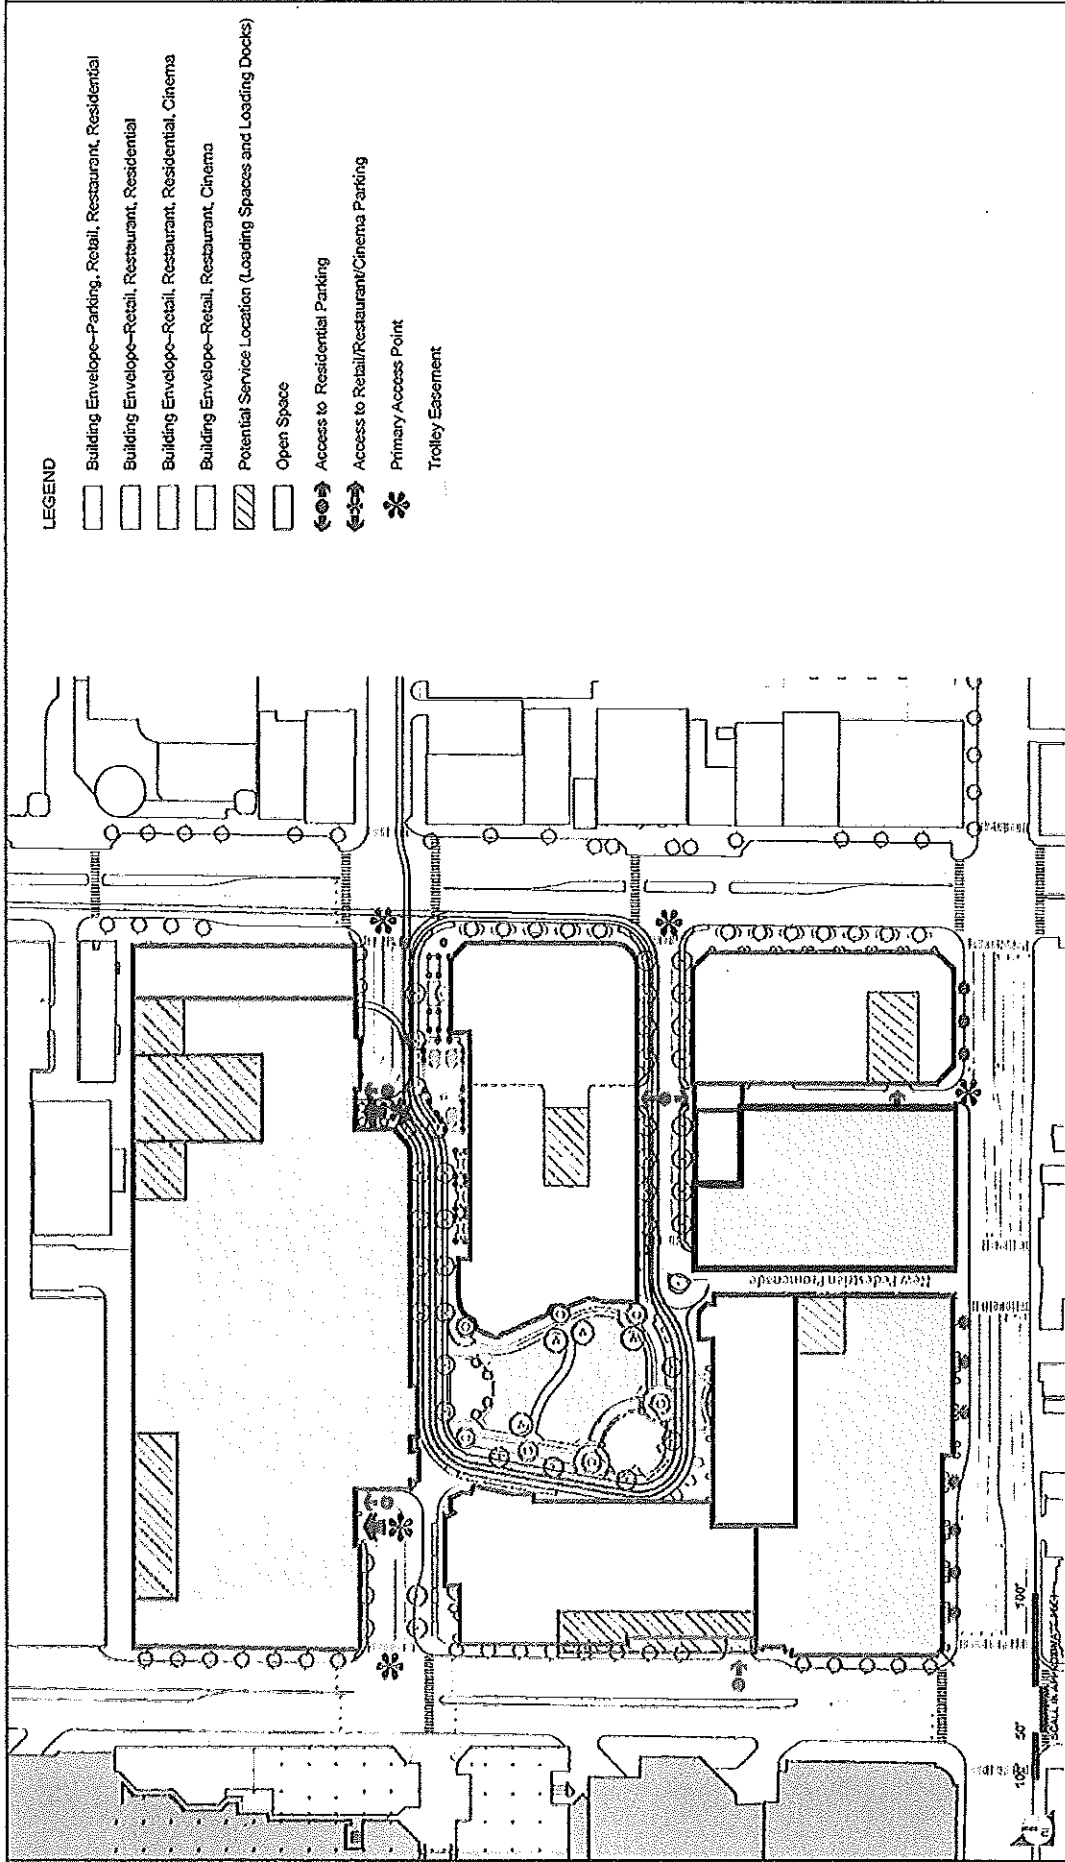 LEGEND
Building Envelope–Parking, Retail, Restaurant, Residential
Building Envelope–Retail, Restaurant, Residential
Building Envelope–Retail, Restaurant, Residential, Cinema
Building Envelope–Retail, Restaurant, Cinema
Potential Service Location (Loading Spaces and Loading Docks)
Open Space
Access to Residential Parking
Access to Retail/Restaurant/Cinema Parking
Primary Access Point
Trolley Easement
New Pedestrian Promenade
100'
50'
100'